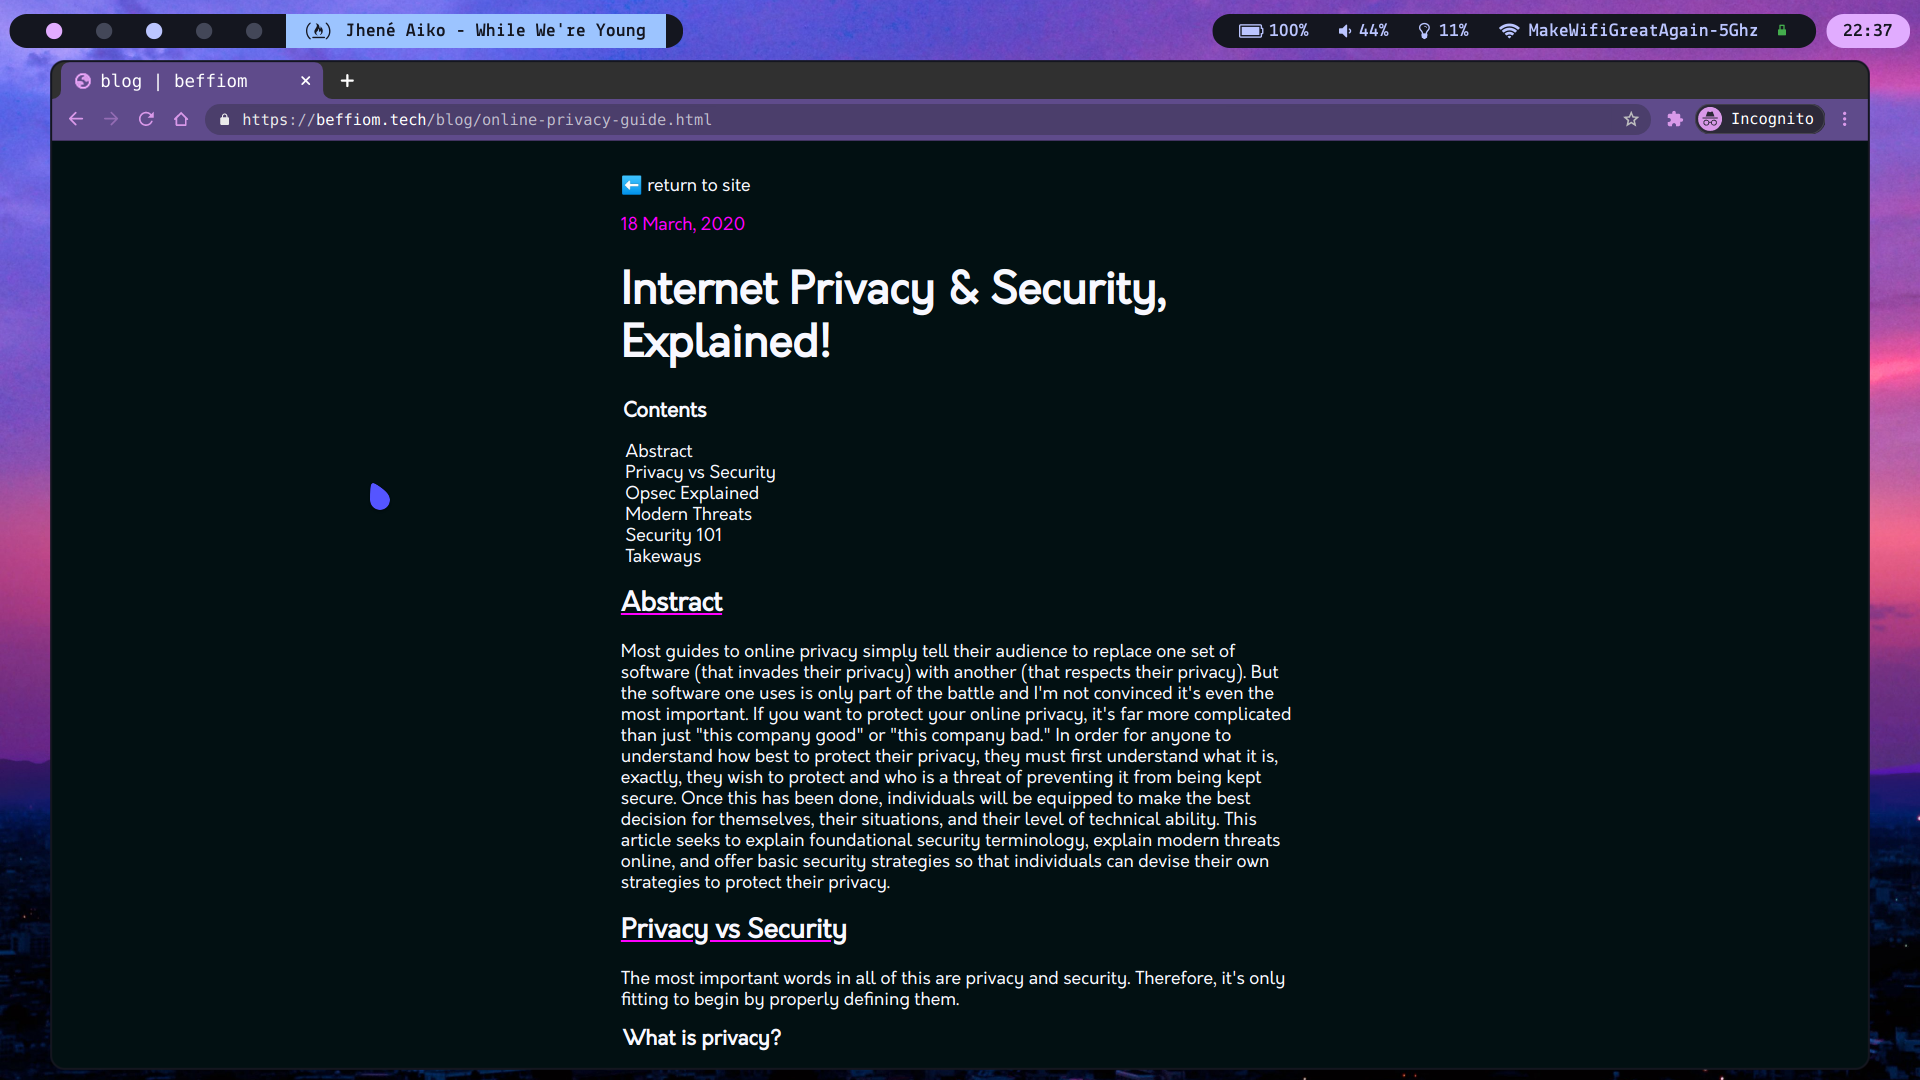 Jhené Aiko - While We're Young
100%
44%
11%
MakeWifiGreatAgain-5Ghz
22:37
blog | beffiom
https://beffiom.tech/blog/online-privacy-guide.html
Incognito
return to site
18 March, 2020
Internet Privacy & Security,
Explained!
Contents
Abstract
Privacy vs Security
Opsec Explained
Modern Threats
Security 101
Takeways
Abstract
Most guides to online privacy simply tell their audience to replace one set of
software (that invades their privacy) with another (that respects their privacy). But
the software one uses is only part of the battle and I'm not convinced it's even the
most important. If you want to protect your online privacy, it's far more complicated
than just "this company good" or "this company bad." In order for anyone to
understand how best to protect their privacy, they must first understand what it is,
exactly, they wish to protect and who is a threat of preventing it from being kept
secure. Once this has been done, individuals will be equipped to make the best
decision for themselves, their situations, and their level of technical ability. This
article seeks to explain foundational security terminology, explain modern threats
online, and offer basic security strategies so that individuals can devise their own
strategies to protect their privacy.
Privacy vs Security
The most important words in all of this are privacy and security. Therefore, it's only
fitting to begin by properly defining them.
What is privacy?